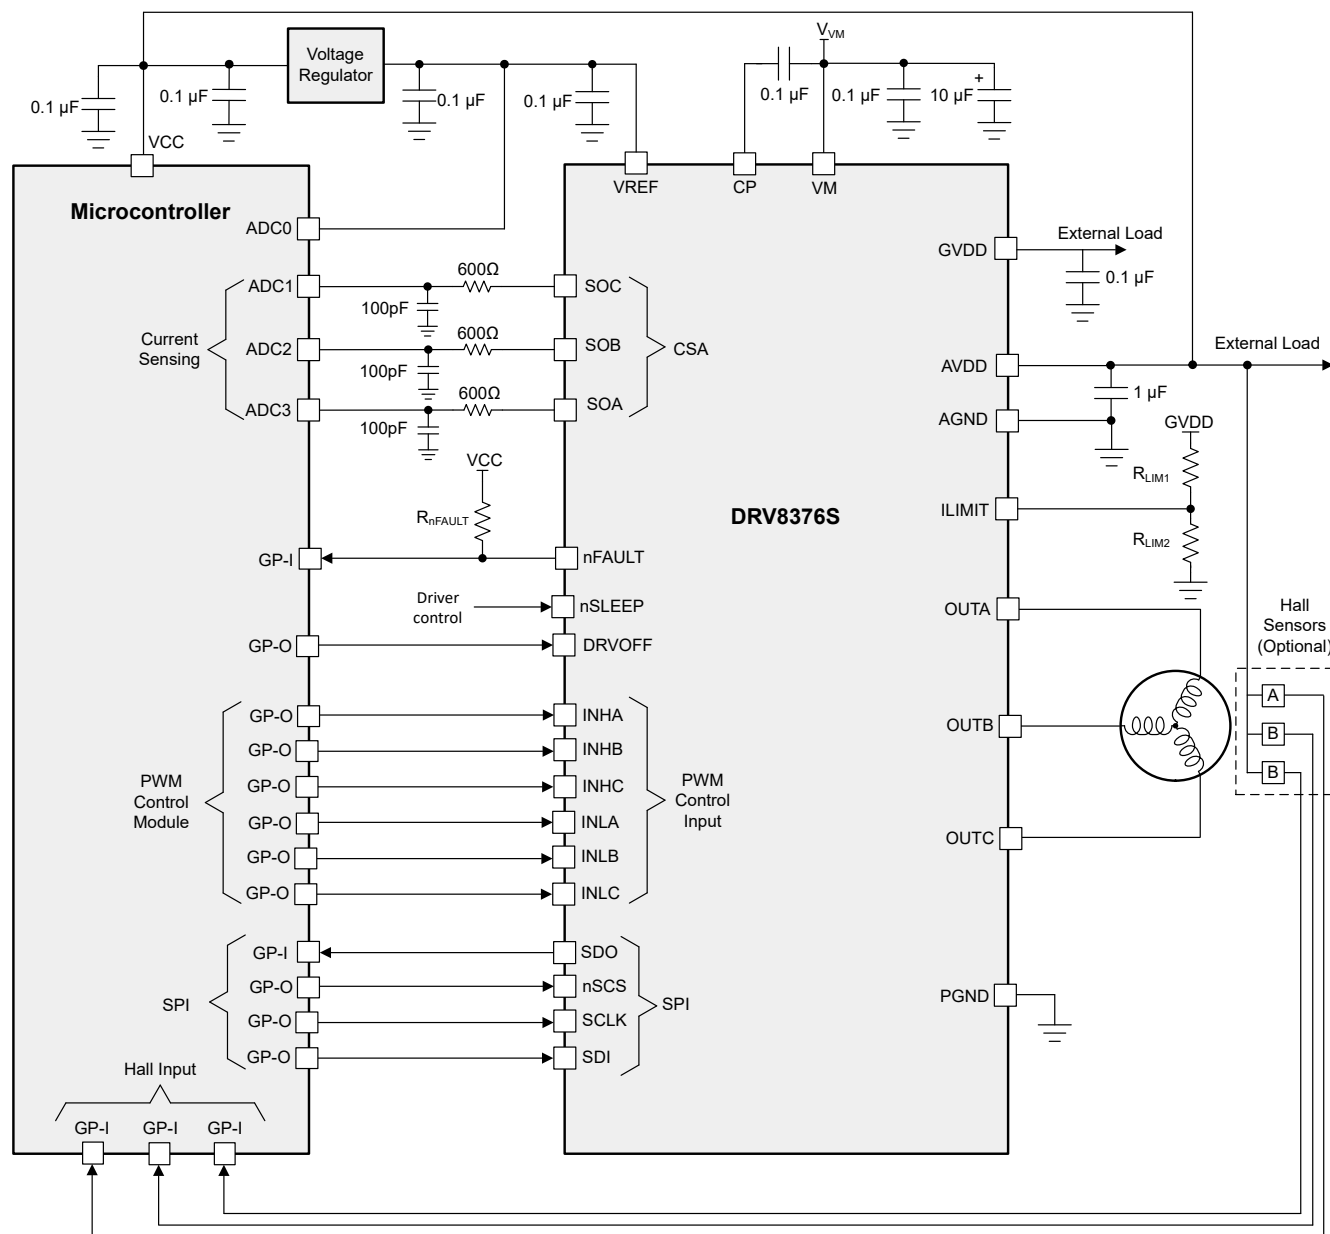 Voltage
Regulator
V_VM
0.1 µF
0.1 µF
0.1 µF
0.1 µF
0.1 µF
0.1 µF
10 µF
+
VCC
VREF
CP
VM
Microcontroller
ADC0
GVDD
External Load
0.1 µF
600Ω
ADC1
SOC
100pF
600Ω
Current
Sensing
ADC2
SOB
CSA
100pF
600Ω
ADC3
SOA
100pF
AVDD
External Load
1 µF
AGND
GVDD
VCC
R_LIM1
R_nFAULT
DRV8376S
ILIMIT
R_LIM2
GP-I
nFAULT
Driver
control
nSLEEP
OUTA
Hall
Sensors
(Optional)
GP-O
DRVOFF
A
B
B
GP-O
INHA
OUTB
GP-O
INHB
PWM
Control
Module
GP-O
INHC
PWM
Control
Input
GP-O
INLA
OUTC
GP-O
INLB
GP-O
INLC
GP-I
SDO
SPI
GP-O
nSCS
SPI
PGND
GP-O
SCLK
GP-O
SDI
Hall Input
GP-I
GP-I
GP-I